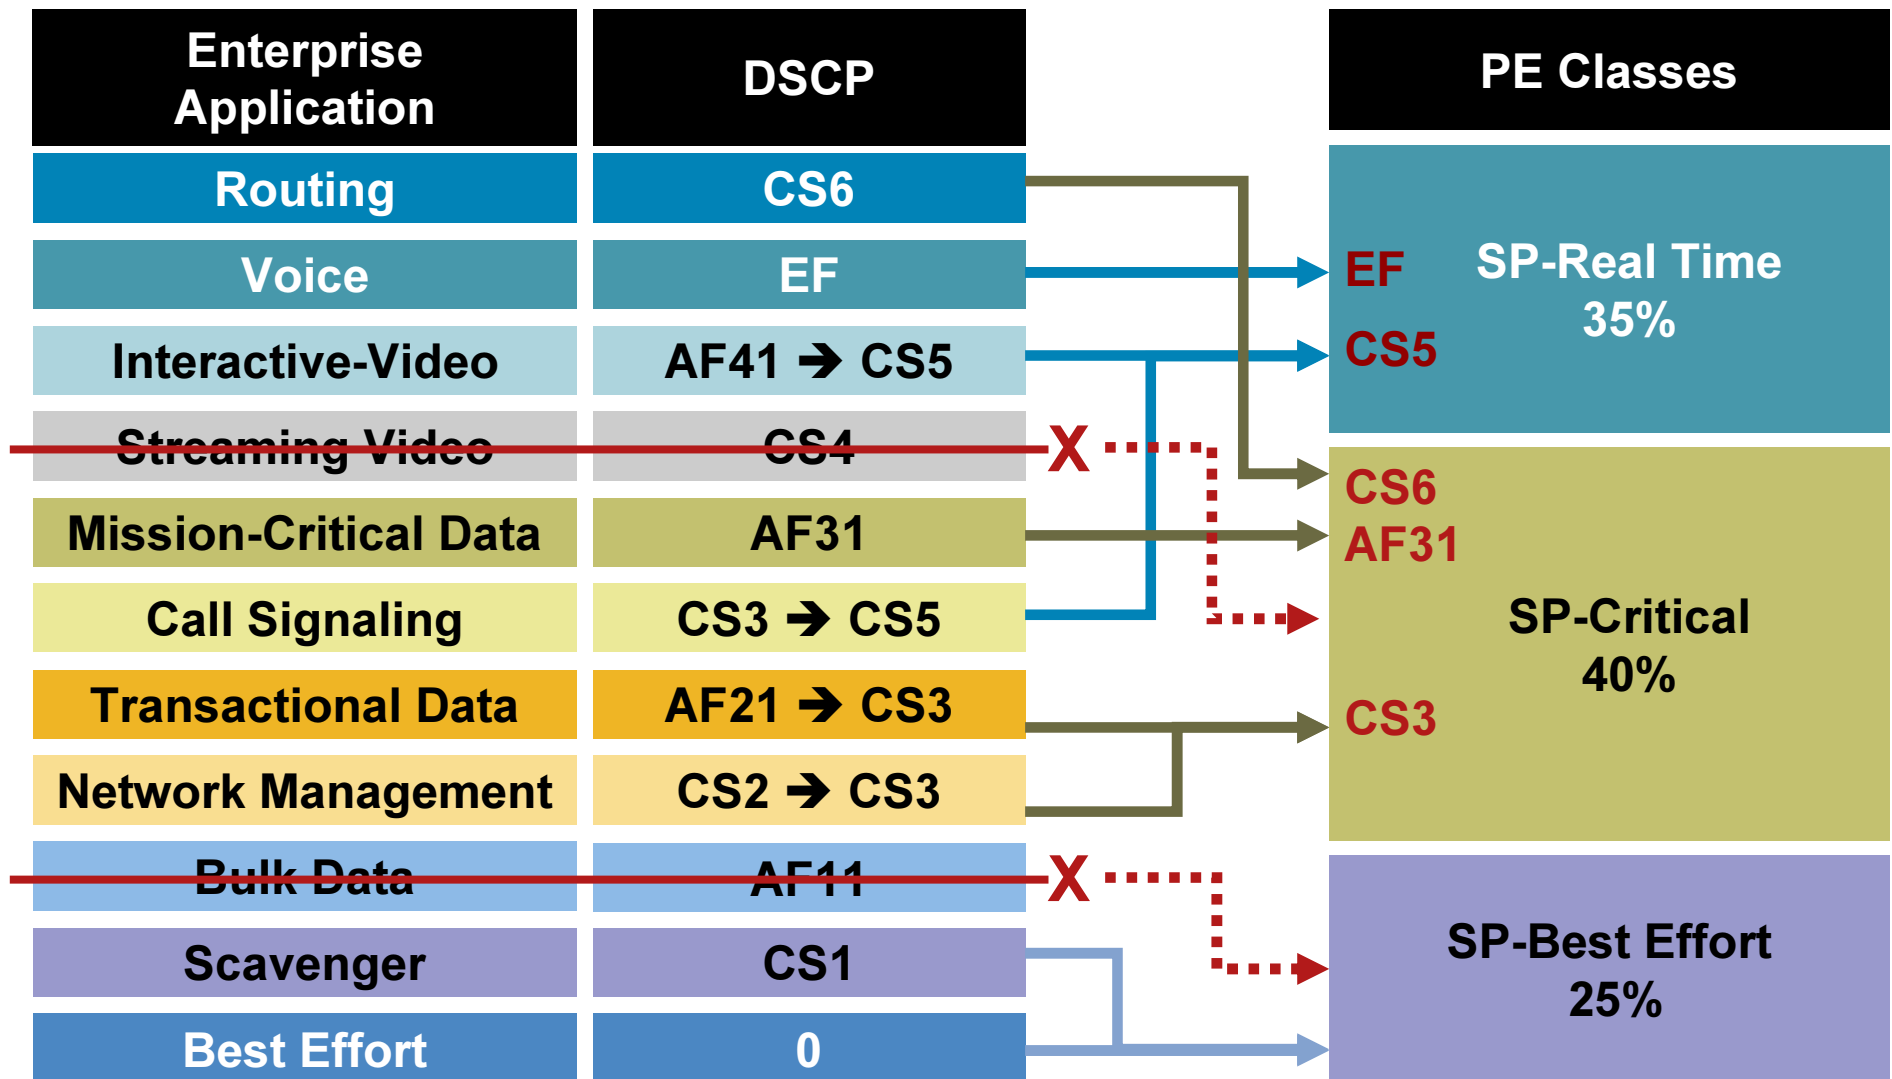 Enterprise
Application
DSCP
PE Classes
Routing
CS6
Voice
EF
Interactive-Video
AF41 ➔ CS5
Streaming Video
CS4
X
Mission-Critical Data
AF31
Call Signaling
CS3 ➔ CS5
Transactional Data
AF21 ➔ CS3
Network Management
CS2 ➔ CS3
Bulk Data
AF11
X
Scavenger
CS1
Best Effort
0
EF
CS5
SP-Real Time
35%
CS6
AF31
SP-Critical
40%
CS3
SP-Best Effort
25%